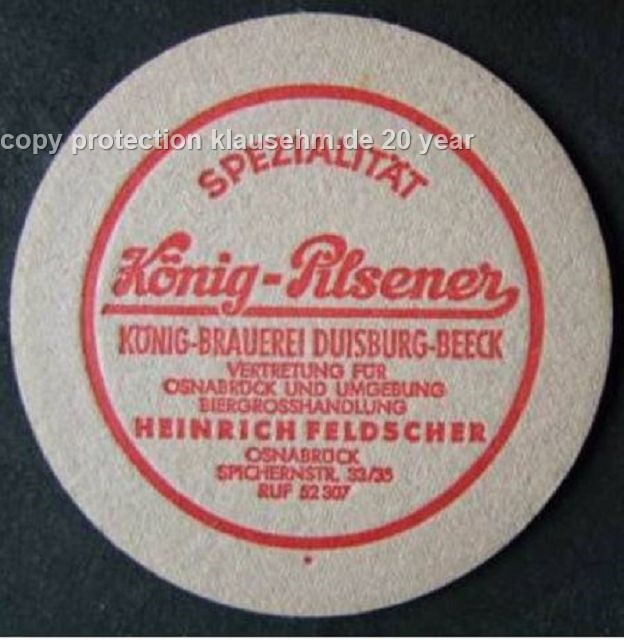 copy protection klausehm.de 20 year
SPEZIALITÄT
König-Pilsener
KÖNIG-BRAUEREI DUISBURG-BEECK
VERTRETUNG FÜR
OSNABRÜCK UND UMGEBUNG
BIERGROSSHANDLUNG
HEINRICH FELDSCHER
OSNABRÜCK
SPICHERNSTR. 33/35
RUF 52 307